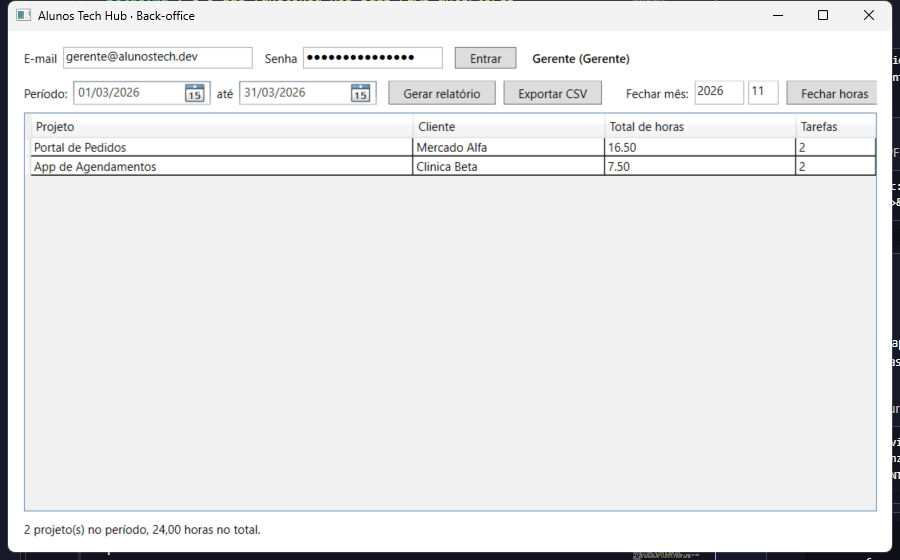 Alunos Tech Hub · Back-office
E-mail gerente@alunostech.dev Senha ●●●●●●●●●●●●●●● Entrar Gerente (Gerente)
Período: 01/03/2026 15 até 31/03/2026 15 Gerar relatório Exportar CSV Fechar mês: 2026 11 Fechar horas
Projeto Cliente Total de horas Tarefas
Portal de Pedidos Mercado Alfa 16.50 2
App de Agendamentos Clinica Beta 7.50 2
2 projeto(s) no período, 24,00 horas no total.